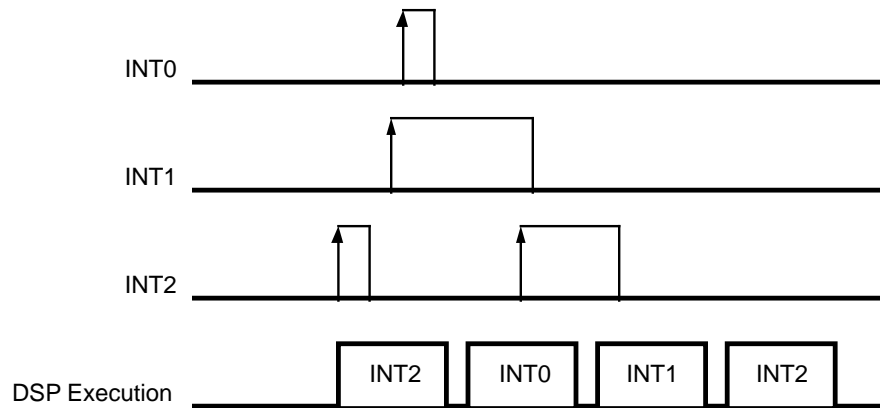 INT0
INT1
INT2
DSP Execution
INT2 INT0 INT1 INT2